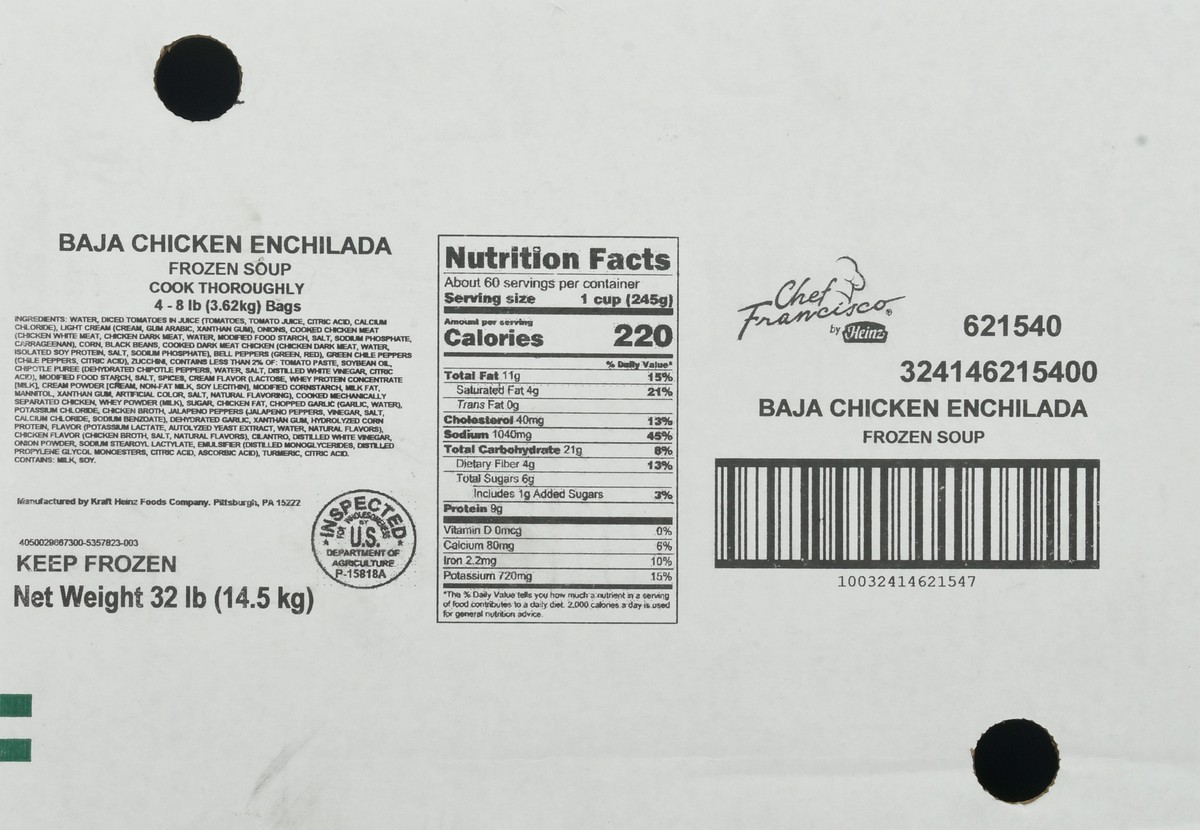 BAJA CHICKEN ENCHILADA
FROZEN SOUP
COOK THOROUGHLY
4 - 8 lb (3.62kg) Bags
INGREDIENTS: WATER, DICED TOMATOES IN JUICE (TOMATOES, TOMATO JUICE, CITRIC ACID, CALCIUM
CHLORIDE), LIGHT CREAM (CREAM, GUM ARABIC, XANTHAN GUM), ONIONS, COOKED CHICKEN MEAT
(CHICKEN WHITE MEAT, CHICKEN DARK MEAT, WATER, MODIFIED FOOD STARCH, SALT, SODIUM PHOSPHATE,
CARRAGEENAN), CORN, BLACK BEANS, COOKED DARK MEAT CHICKEN (CHICKEN DARK MEAT, WATER,
ISOLATED SOY PROTEIN, SALT, SODIUM PHOSPHATE), BELL PEPPERS (GREEN, RED), GREEN CHILE PEPPERS
(CHILE PEPPERS, CITRIC ACID), ZUCCHINI, CONTAINS LESS THAN 2% OF: TOMATO PASTE, SOYBEAN OIL,
CHIPOTLE PUREE (DEHYDRATED CHIPOTLE PEPPERS, WATER, SALT, DISTILLED WHITE VINEGAR, CITRIC
ACID), MODIFIED FOOD STARCH, SALT, SPICES, CREAM FLAVOR (LACTOSE, WHEY PROTEIN CONCENTRATE
[MILK], CREAM POWDER [CREAM, NON-FAT MILK, SOY LECITHIN], MODIFIED CORNSTARCH, MILK FAT,
MANNITOL, XANTHAN GUM, ARTIFICIAL COLOR, SALT, NATURAL FLAVORING), COOKED MECHANICALLY
SEPARATED CHICKEN, WHEY POWDER (MILK), SUGAR, CHICKEN FAT, CHOPPED GARLIC (GARLIC, WATER),
POTASSIUM CHLORIDE, CHICKEN BROTH, JALAPENO PEPPERS (JALAPENO PEPPERS, VINEGAR, SALT,
CALCIUM CHLORIDE, SODIUM BENZOATE), DEHYDRATED GARLIC, XANTHAN GUM, HYDROLYZED CORN
PROTEIN, FLAVOR (POTASSIUM LACTATE, AUTOLYZED YEAST EXTRACT, WATER, NATURAL FLAVORS),
CHICKEN FLAVOR (CHICKEN BROTH, SALT, NATURAL FLAVORS), CILANTRO, DISTILLED WHITE VINEGAR,
ONION POWDER, SODIUM STEAROYL LACTYLATE, EMULSIFIER (DISTILLED MONOGLYCERIDES, DISTILLED
PROPYLENE GLYCOL MONOESTERS, CITRIC ACID, ASCORBIC ACID), TURMERIC, CITRIC ACID.
CONTAINS: MILK, SOY.
Manufactured by Kraft Heinz Foods Company. Pittsburgh, PA 15222
4050029667300-5357823-003
KEEP FROZEN
Net Weight 32 lb (14.5 kg)
INSPECTED
FOR WHOLESOMENESS
BY
U.S.
DEPARTMENT OF
AGRICULTURE
P-15818A
Nutrition Facts
About 60 servings per container
Serving size 1 cup (245g)
Amount per serving
Calories 220
% Daily Value*
Total Fat 11g 15%
Saturated Fat 4g 21%
Trans Fat 0g
Cholesterol 40mg 13%
Sodium 1040mg 45%
Total Carbohydrate 21g 8%
Dietary Fiber 4g 13%
Total Sugars 6g
Includes 1g Added Sugars 3%
Protein 9g
Vitamin D 0mcg 0%
Calcium 80mg 6%
Iron 2.2mg 10%
Potassium 720mg 15%
*The % Daily Value tells you how much a nutrient in a serving
of food contributes to a daily diet. 2,000 calories a day is used
for general nutrition advice.
Chef
Francisco®
by Heinz
621540
324146215400
BAJA CHICKEN ENCHILADA
FROZEN SOUP
10032414621547